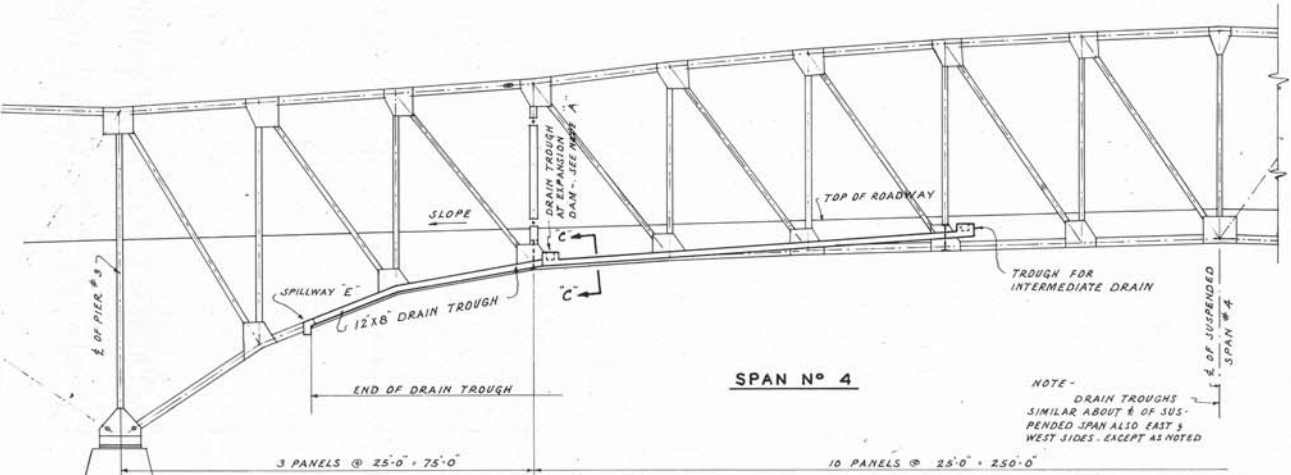 SLOPE
TOP OF ROADWAY
DRAIN TROUGH
AT EXPANSION
DAM - SEE NOTE "A"
"C"
"C"
℄ OF PIER #3
SPILLWAY "E"
12"X8" DRAIN TROUGH
TROUGH FOR
INTERMEDIATE DRAIN
END OF DRAIN TROUGH
SPAN Nº 4
℄ OF SUSPENDED
SPAN #4
NOTE-
DRAIN TROUGHS
SIMILAR ABOUT ℄ OF SUS-
PENDED SPAN ALSO EAST &
WEST SIDES. EXCEPT AS NOTED
3 PANELS @ 25'-0" = 75'-0"
10 PANELS @ 25'-0" = 250'-0"